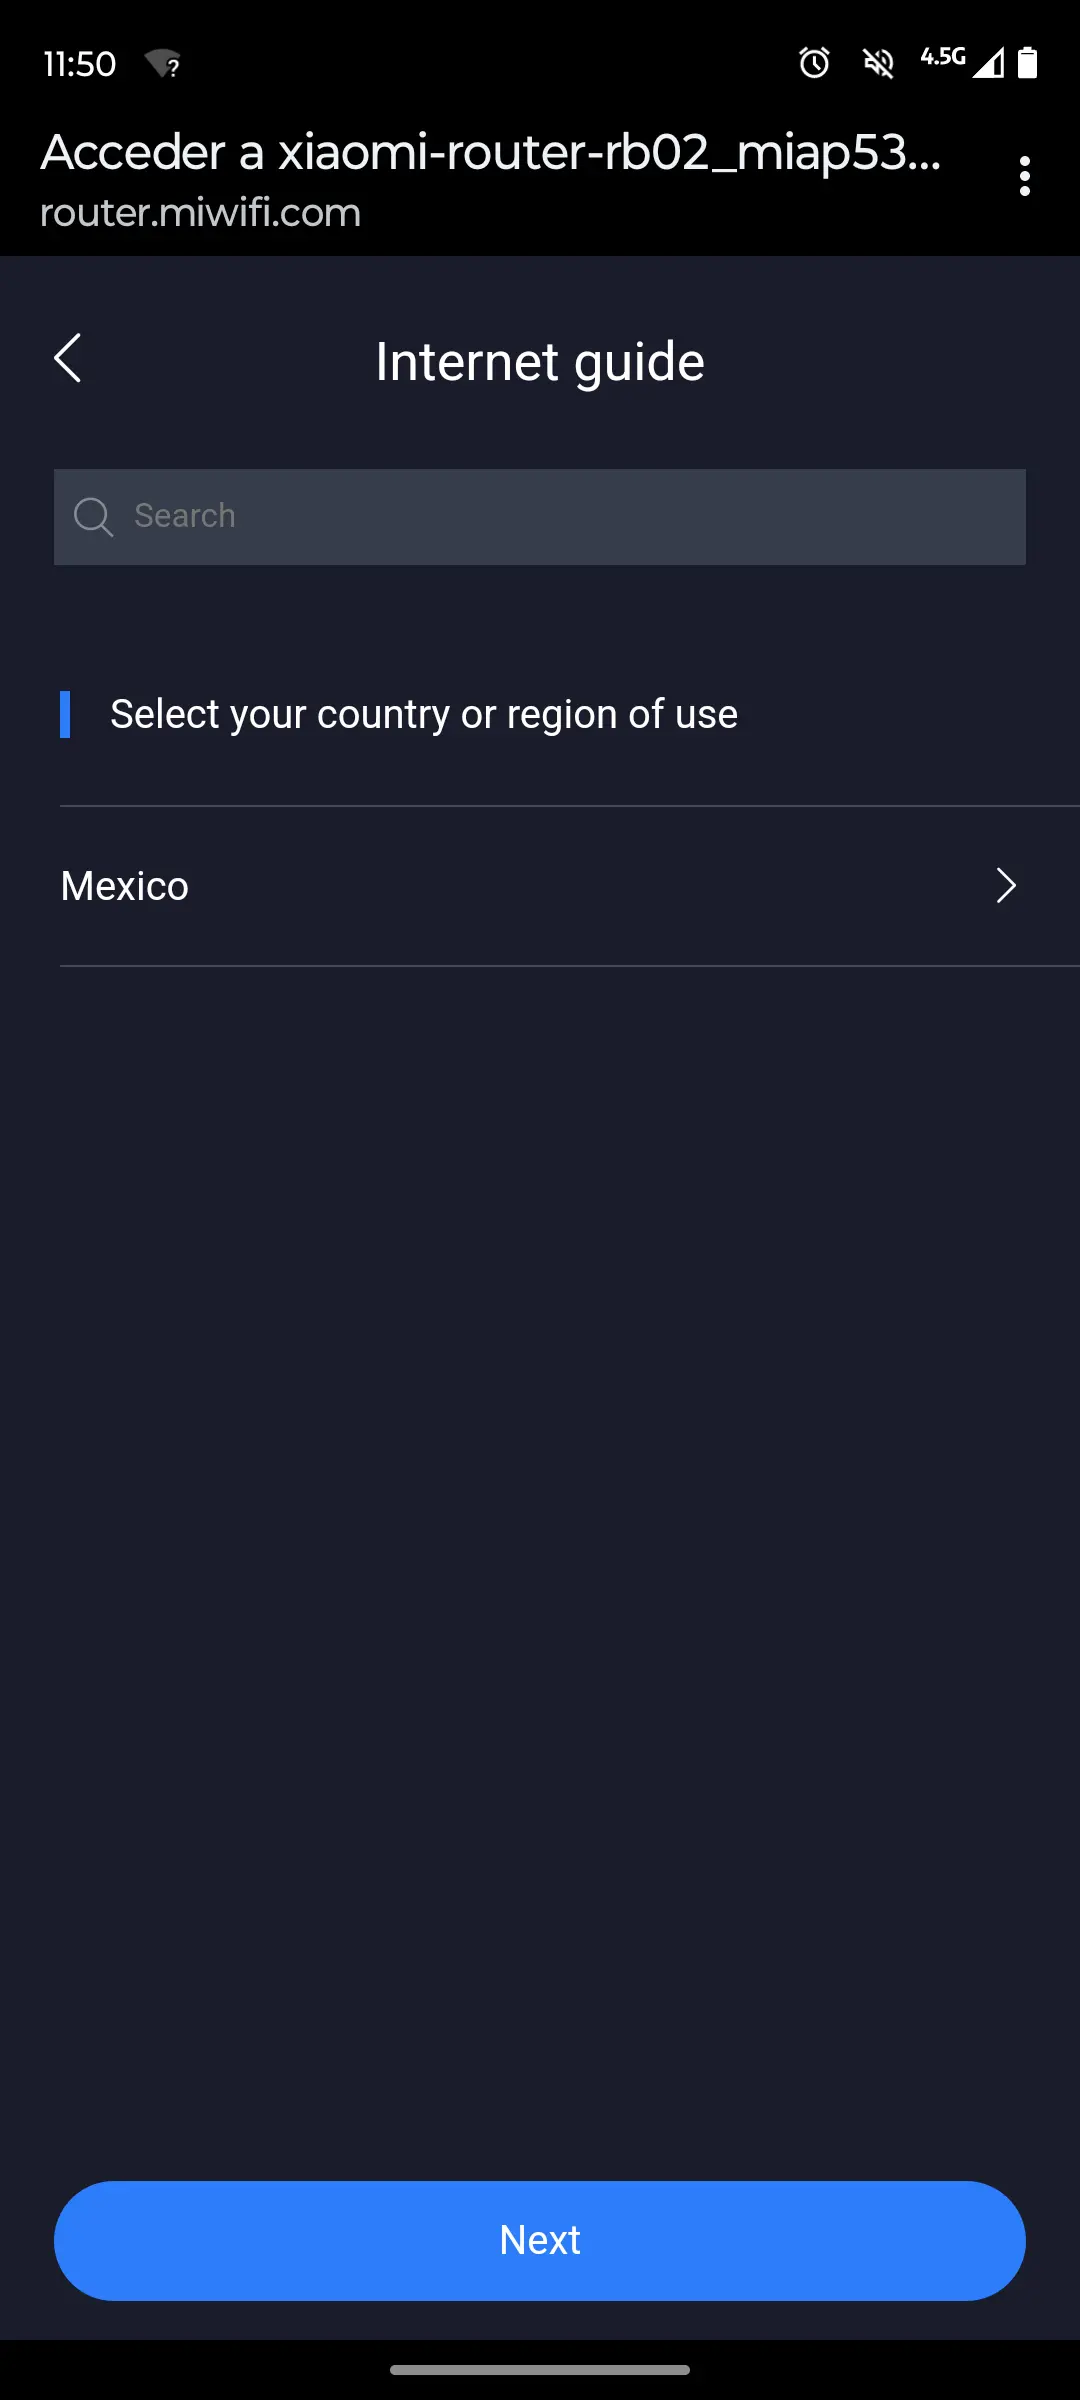 11:50
4.5G
Acceder a xiaomi-router-rb02_miap53...
router.miwifi.com
Internet guide
Search
Select your country or region of use
Mexico
Next